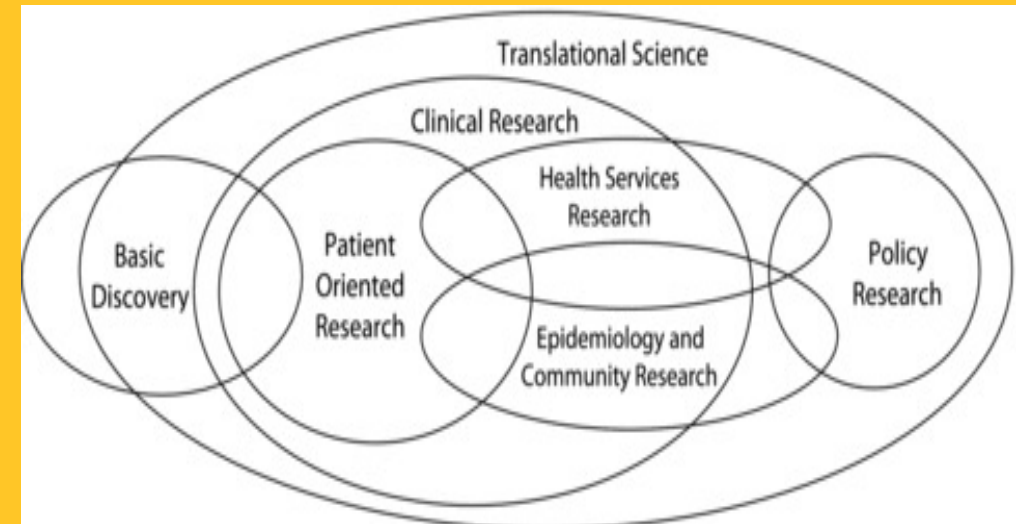 Translational Science
Clinical Research
Health Services
Research
Basic
Discovery
Patient
Oriented
Research
Policy
Research
Epidemiology and
Community Research